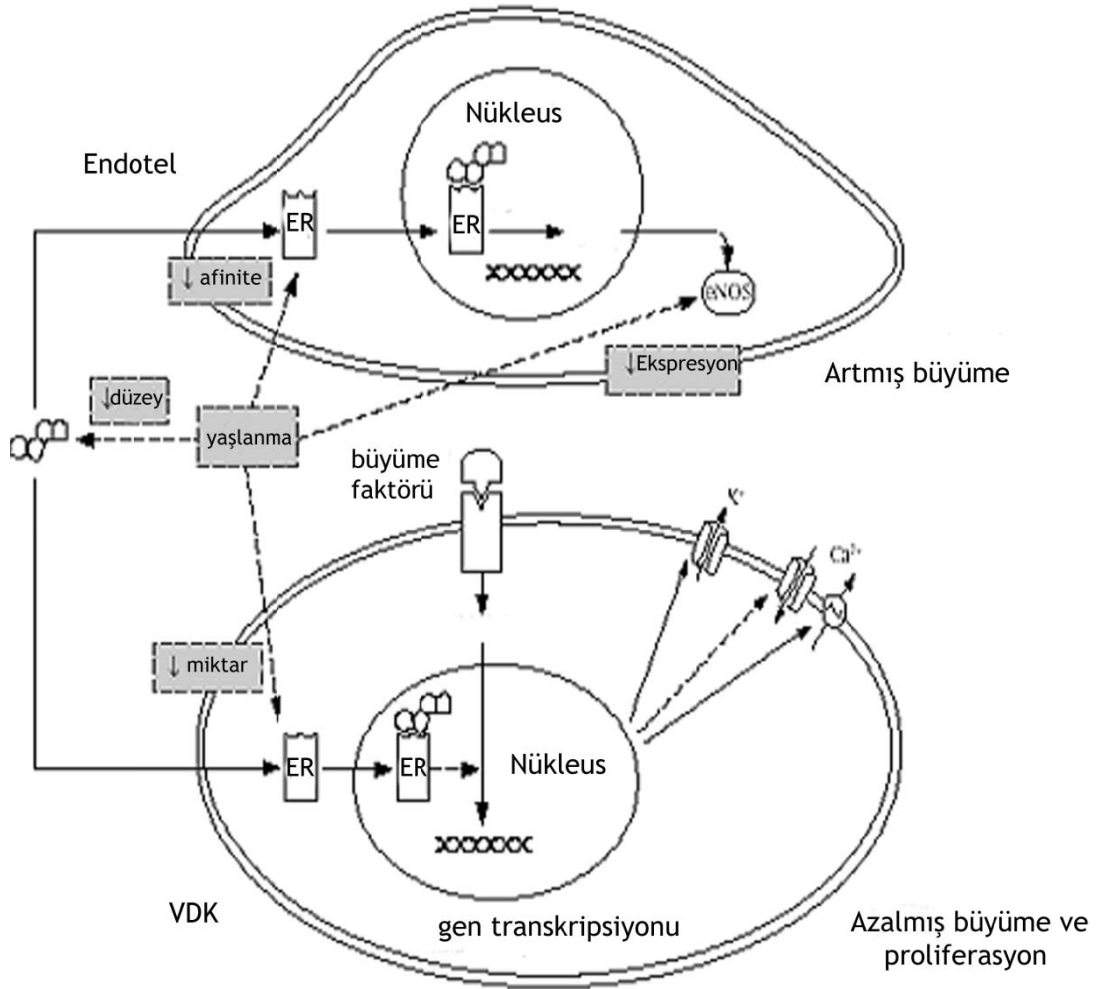 Nükleus
Endotel
ER
ER
↓ afinite
eNOS
↓Ekspresyon
Artmış büyüme
↓düzey
yaşlanma
büyüme
faktörü
K⁺
Ca²⁺
↓ miktar
ER
ER
Nükleus
VDK
gen transkripsiyonu
Azalmış büyüme ve
proliferasyon